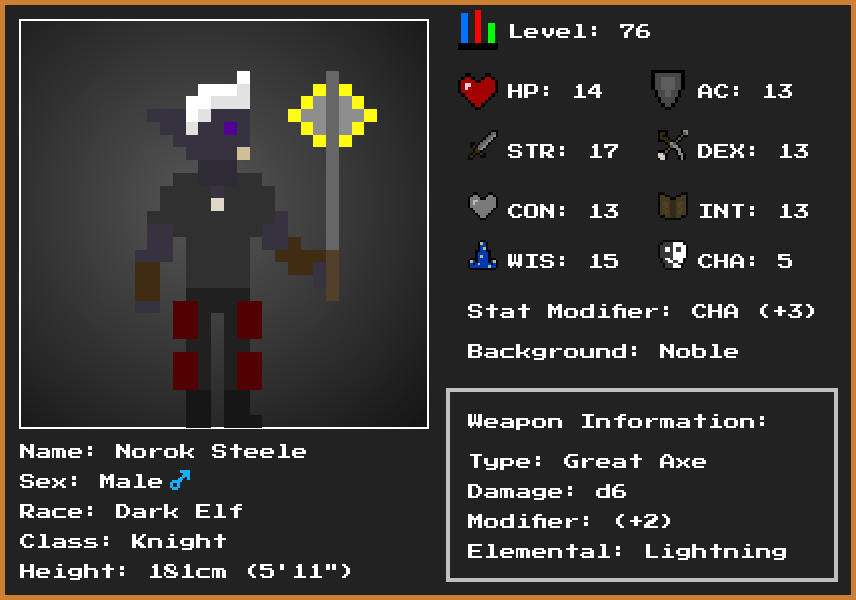 Level: 76
HP: 14 AC: 13
STR: 17 DEX: 13
CON: 13 INT: 13
WIS: 15 CHA: 5
Stat Modifier: CHA (+3)
Background: Noble
Weapon Information:
Type: Great Axe
Damage: d6
Modifier: (+2)
Elemental: Lightning
Name: Norok Steele
Sex: Male ♂
Race: Dark Elf
Class: Knight
Height: 181cm (5'11")